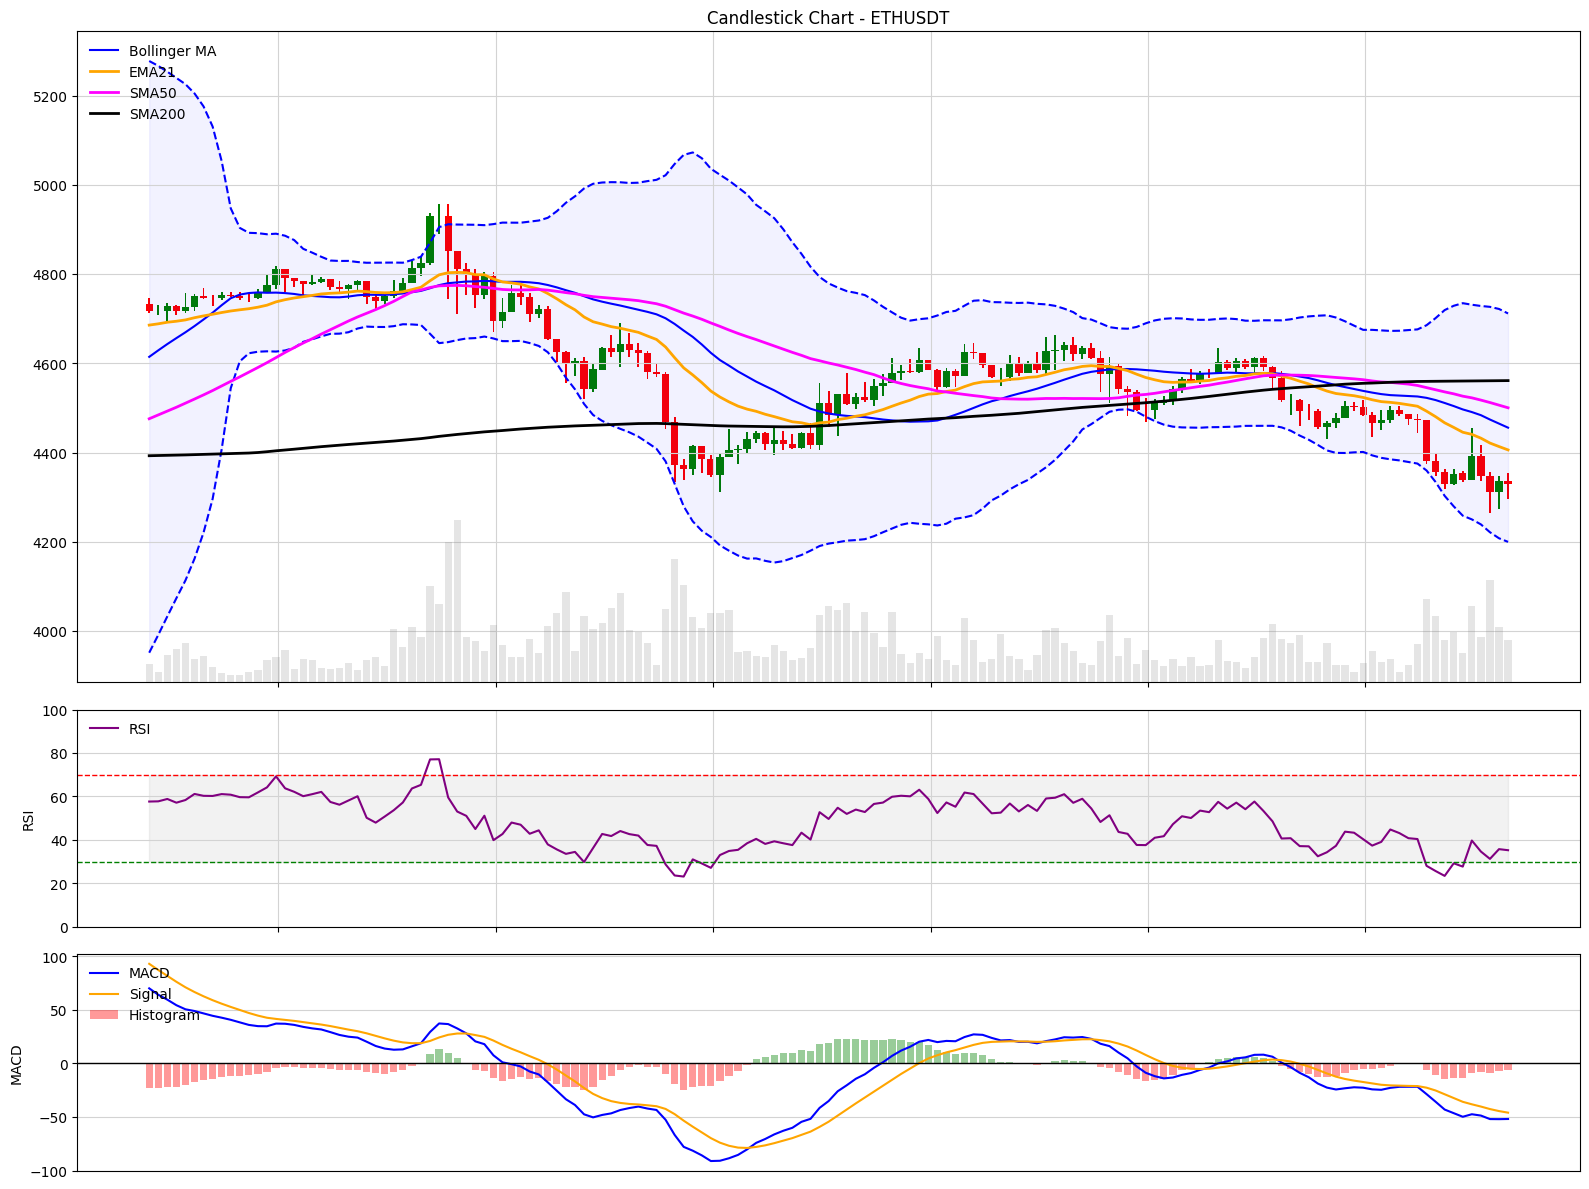 Candlestick Chart - ETHUSDT
Bollinger MA
EMA21
SMA50
SMA200
5200
5000
4800
4600
4400
4200
4000
100
80
60
40
20
0
RSI
RSI
100
50
0
−50
−100
MACD
MACD
Signal
Histogram